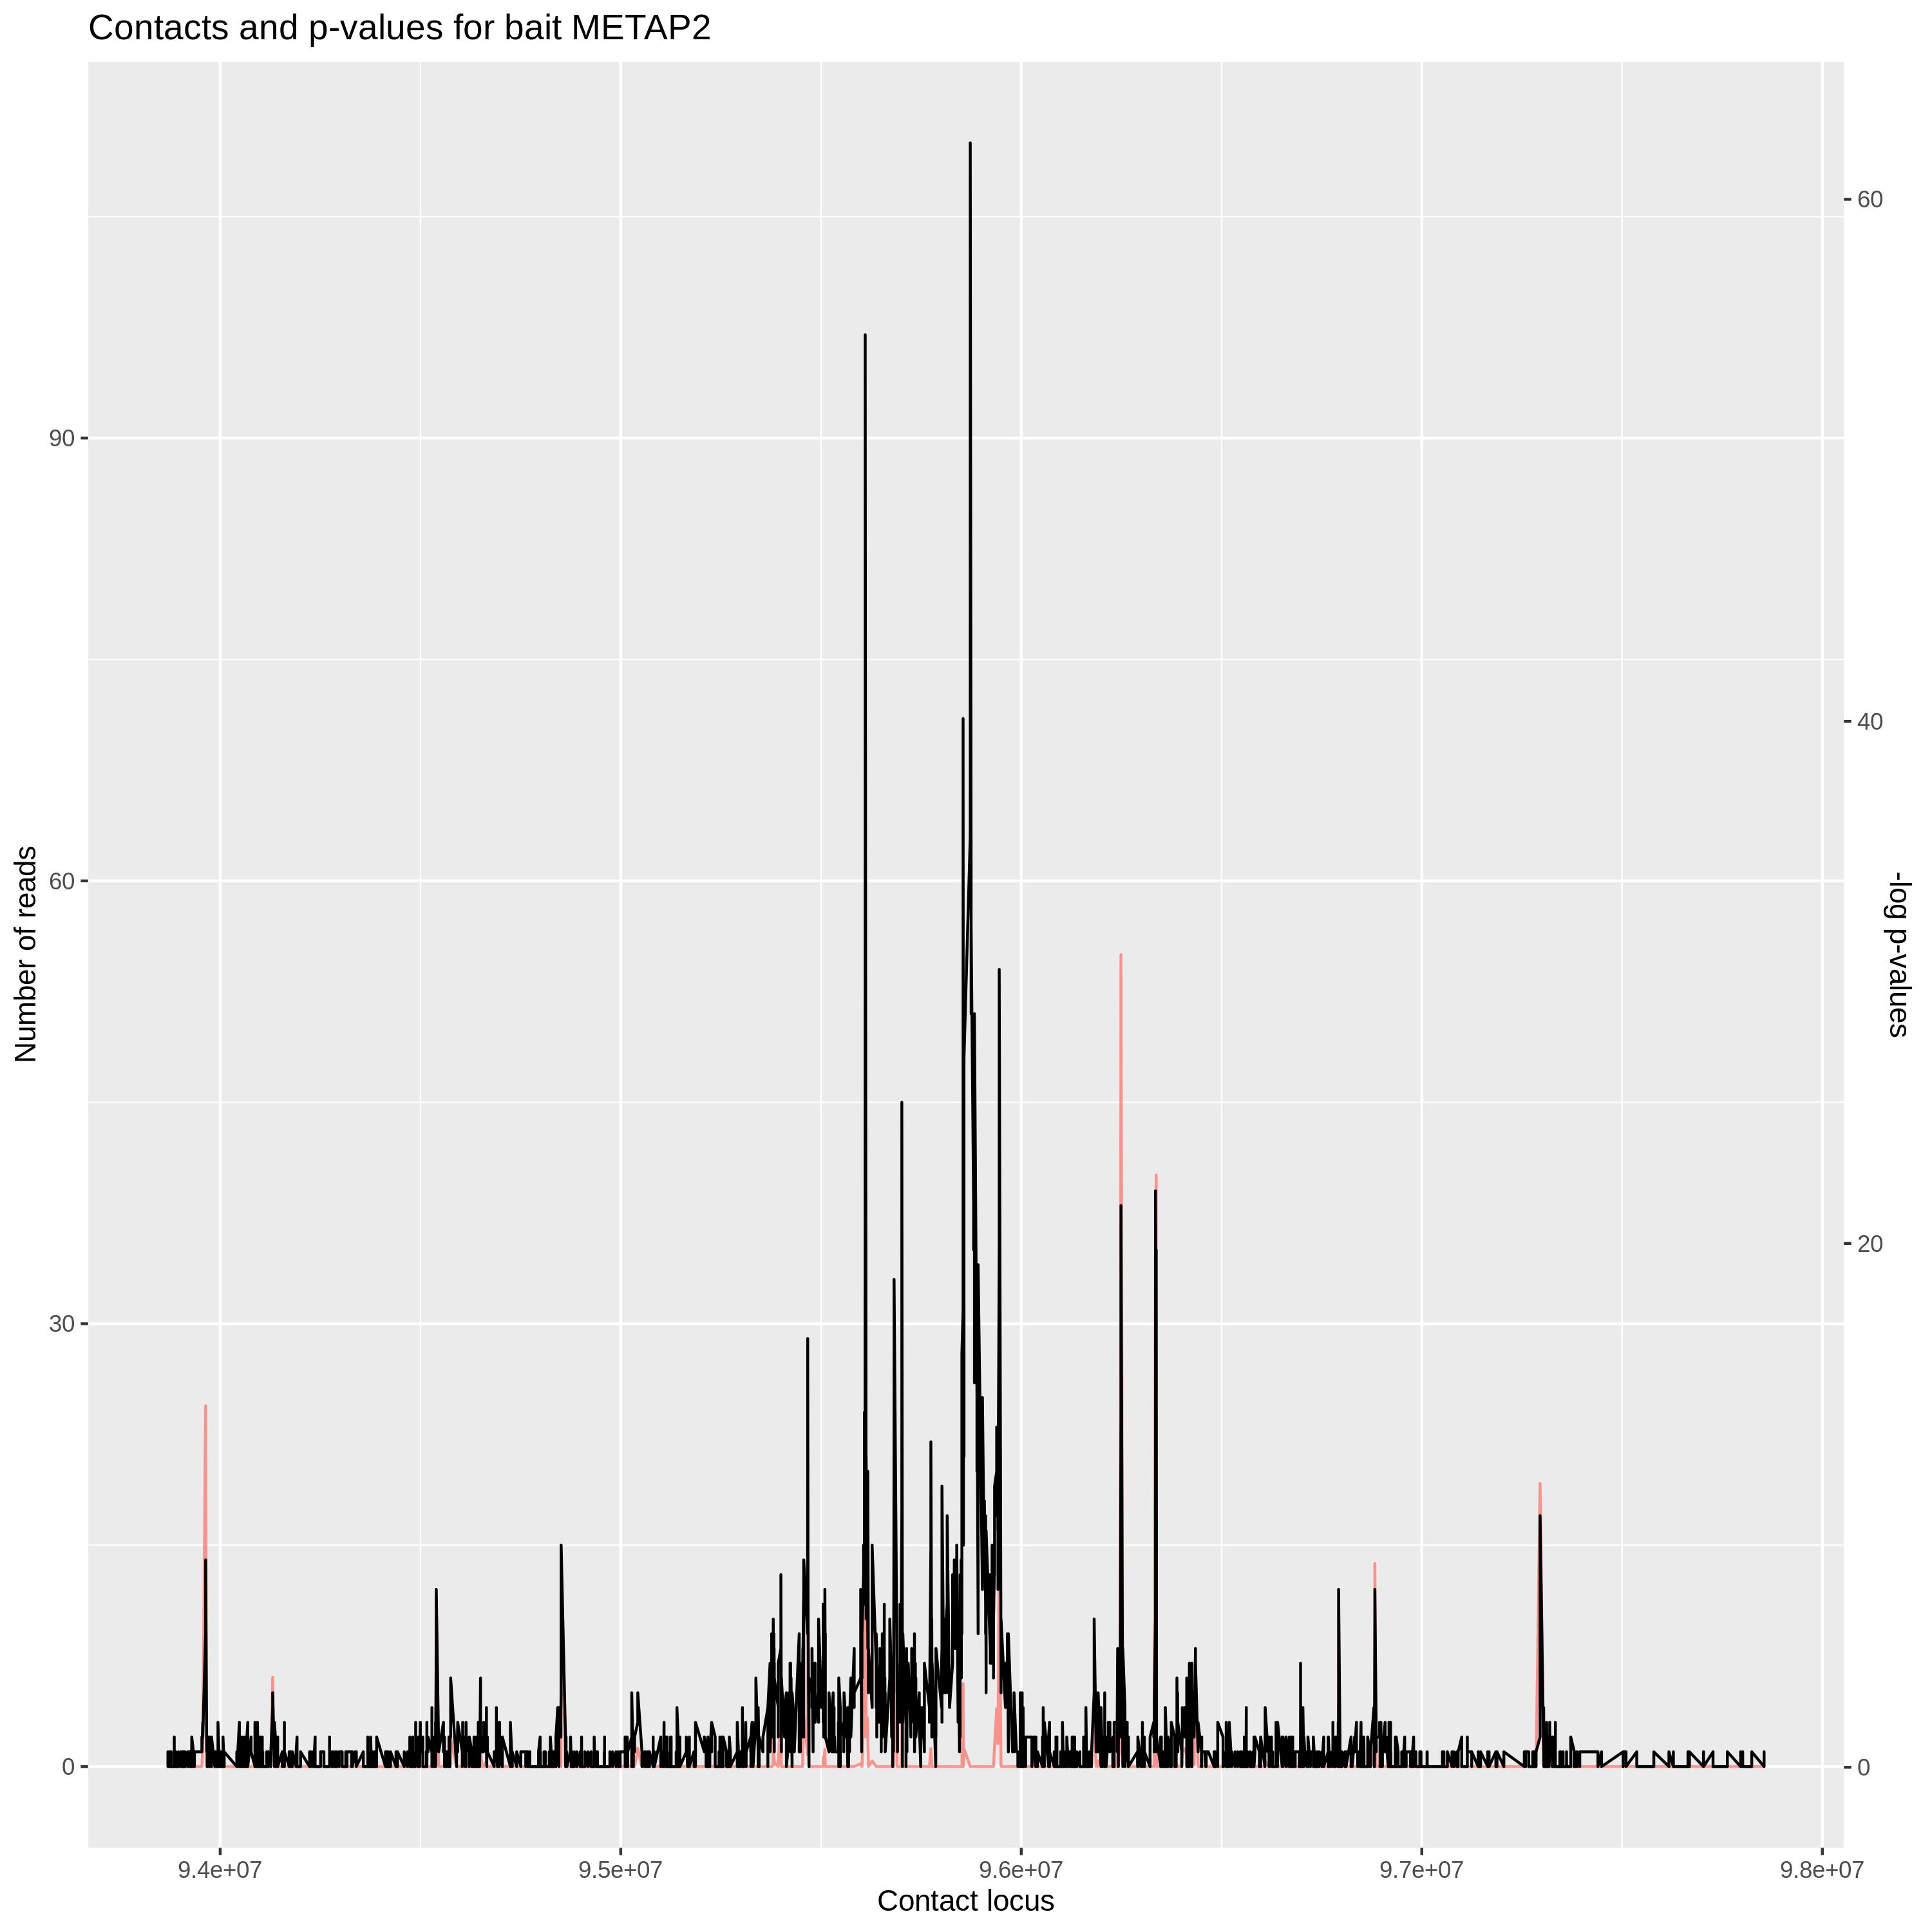 Contacts and p-values for bait METAP2
60
90
40
60
20
30
0
0
Number of reads
-log p-values
9.4e+07
9.5e+07
9.6e+07
9.7e+07
9.8e+07
Contact locus